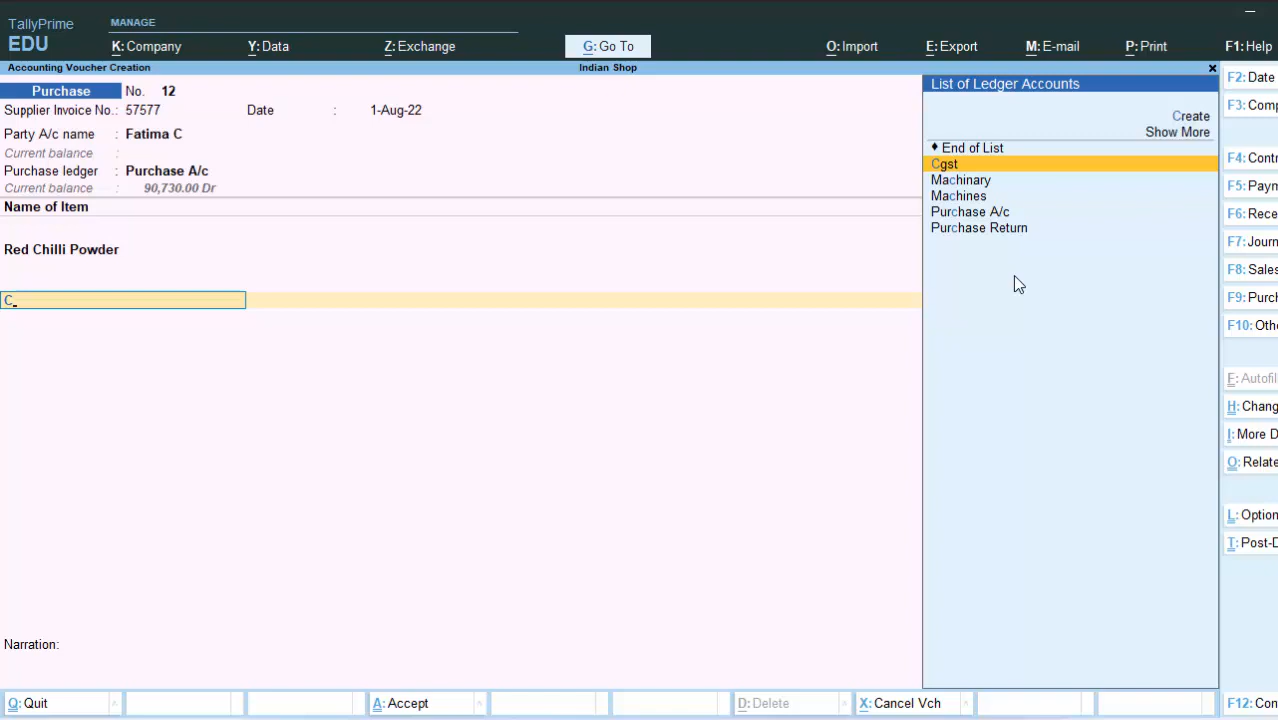 TallyPrime
EDU
MANAGE
K: Company
Y: Data
Z: Exchange
G: Go To
O: Import
E: Export
M: E-mail
P: Print
F1: Help
Accounting Voucher Creation
Indian Shop
Purchase No. 12
Supplier Invoice No.: 57577 Date : 1-Aug-22
Party A/c name : Fatima C
Current balance :
Purchase ledger : Purchase A/c
Current balance : 90,730.00 Dr
Name of Item
Red Chilli Powder
C
Narration:
List of Ledger Accounts
Create
Show More
♦ End of List
Cgst
Machinary
Machines
Purchase A/c
Purchase Return
F2: Date
F3: Comp
F4: Contr
F5: Paym
F6: Rece
F7: Journ
F8: Sales
F9: Purch
F10: Othe
F: Autofil
H: Chang
I: More D
O: Relate
L: Option
T: Post-D
Q: Quit
A: Accept
D: Delete
X: Cancel Vch
F12: Con